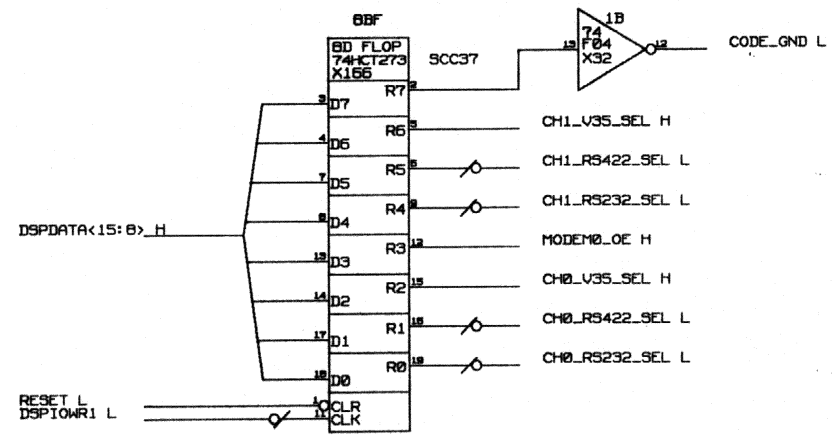 8BF
8D FLOP
74HCT273
X166
SCC37
1B
74
F04
X32
13
12
CODE_GND L
3
D7
R7
2
4
D6
R6
5
CH1_V35_SEL H
7
D5
R5
6
CH1_RS422_SEL L
8
D4
R4
9
CH1_RS232_SEL L
DSPDATA<15:8> H
13
D3
R3
12
MODEM0_OE H
14
D2
R2
15
CH0_V35_SEL H
17
D1
R1
16
CH0_RS422_SEL L
18
D0
R0
19
CH0_RS232_SEL L
RESET L
1
CLR
DSPIOWR1 L
11
CLK